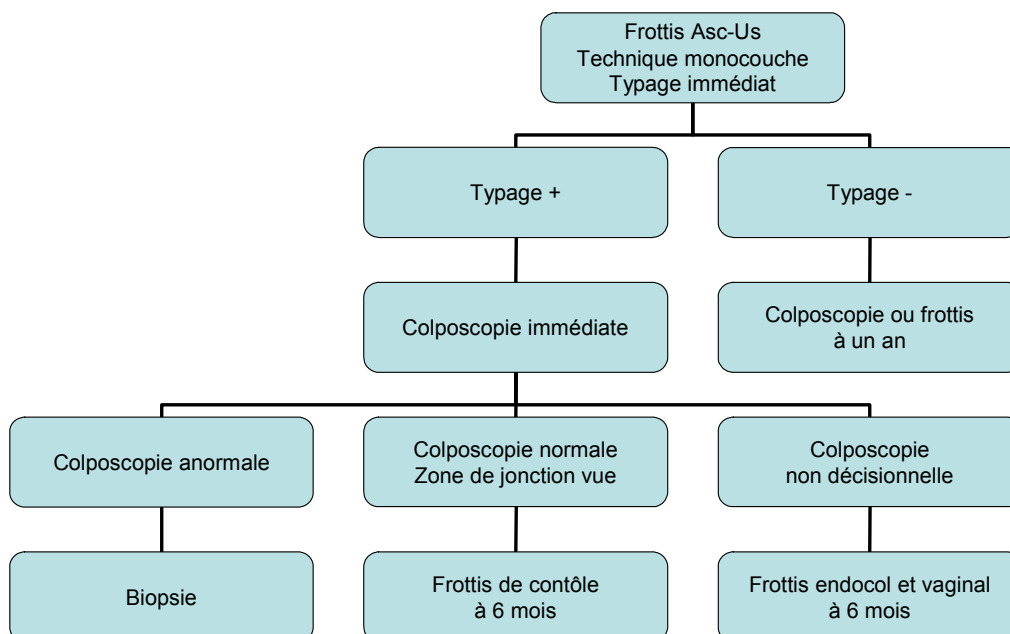 Frottis Asc-Us
Technique monocouche
Typage immédiat
Typage +
Typage -
Colposcopie immédiate
Colposcopie ou frottis
à un an
Colposcopie anormale
Colposcopie normale
Zone de jonction vue
Colposcopie
non décisionnelle
Biopsie
Frottis de contôle
à 6 mois
Frottis endocol et vaginal
à 6 mois